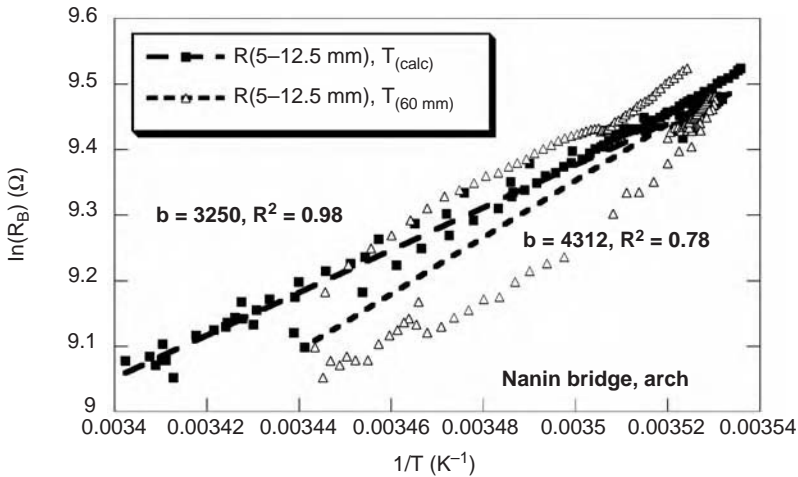 9.6
9.5
9.4
9.3
9.2
9.1
9
ln(R_B) (Ω)
R(5–12.5 mm), T(calc)
R(5–12.5 mm), T(60 mm)
b = 3250, R² = 0.98
b = 4312, R² = 0.78
Nanin bridge, arch
0.0034 0.00342 0.00344 0.00346 0.00348 0.0035 0.00352 0.00354
1/T (K⁻¹)